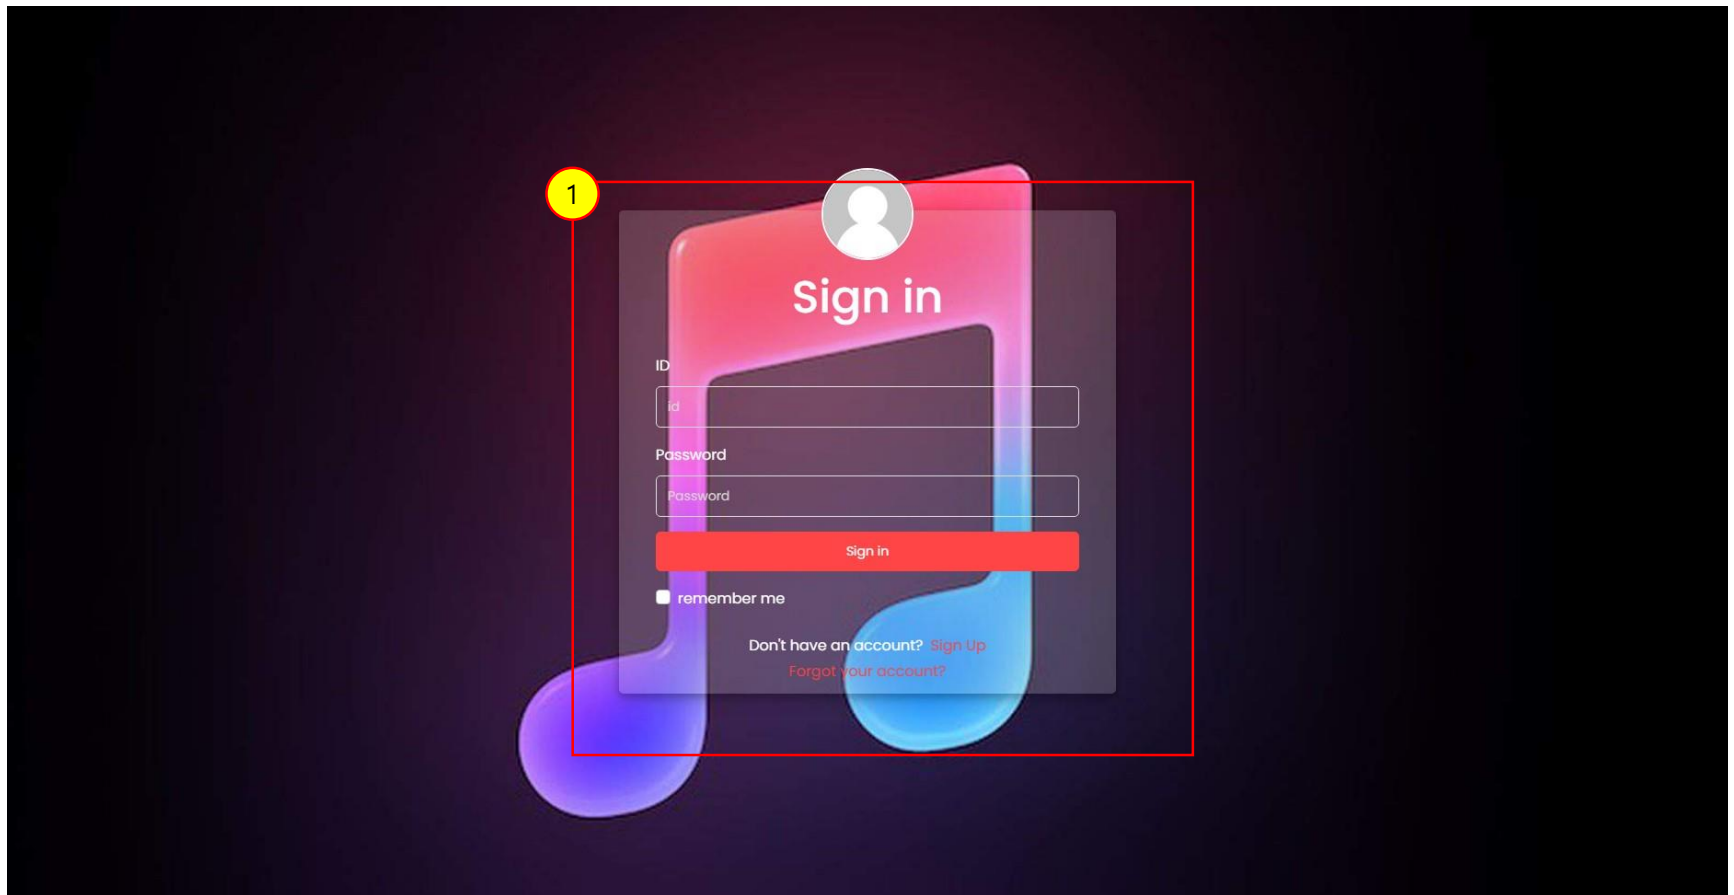 1
Sign in
ID
id
Password
Password
Sign in
remember me
Don't have an account? Sign Up
Forgot your account?